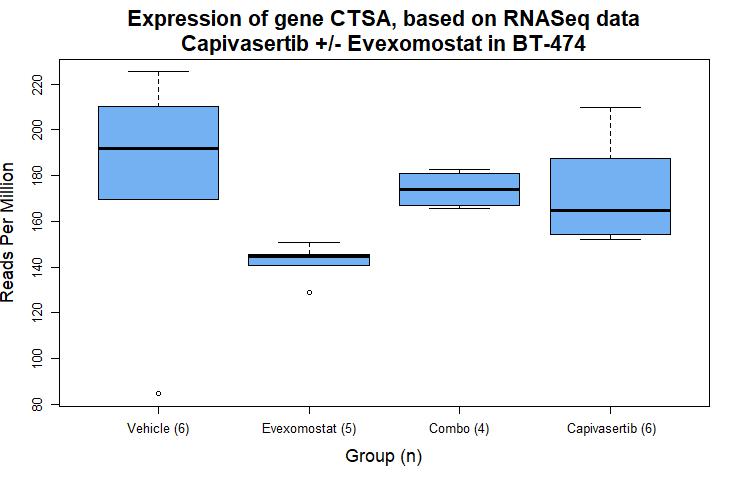 Expression of gene CTSA, based on RNASeq data
Capivasertib +/- Evexomostat in BT-474
Reads Per Million
220
200
180
160
140
120
100
80
Vehicle (6)
Evexomostat (5)
Combo (4)
Capivasertib (6)
Group (n)